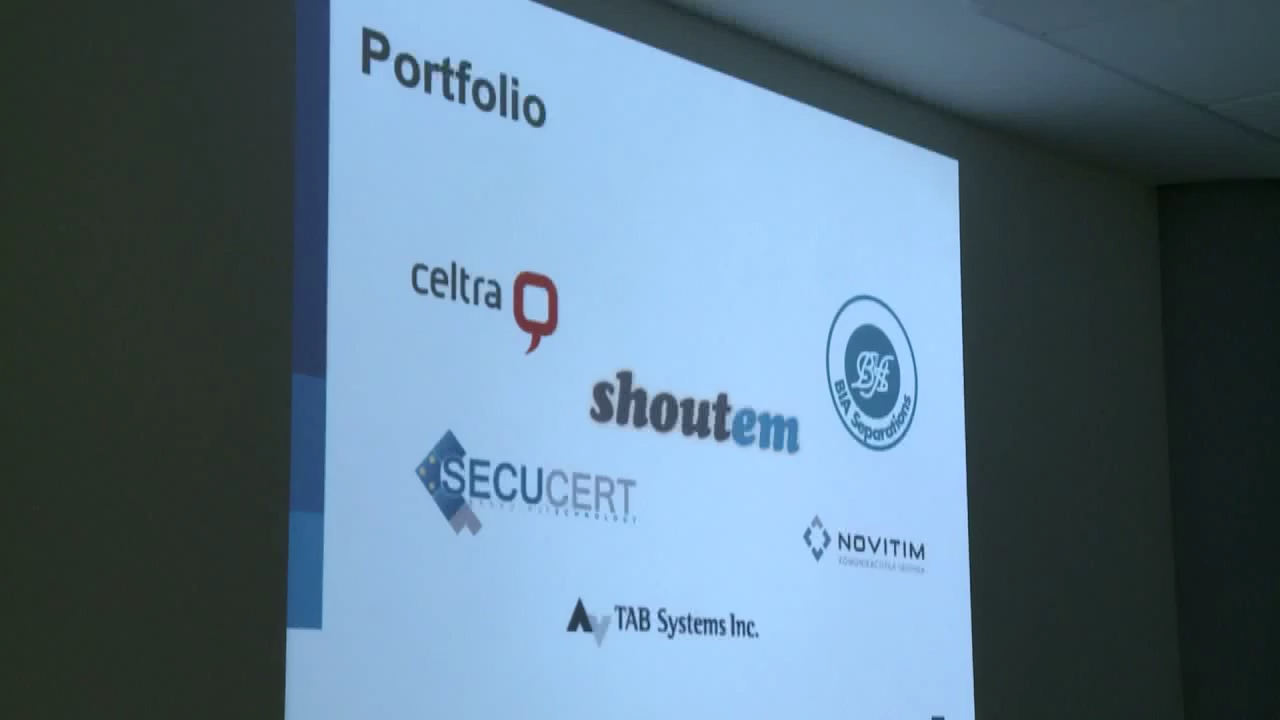 Portfolio
celtra
shoutem
BIA Separations
SECUCERT
NOVITIM
TAB Systems Inc.